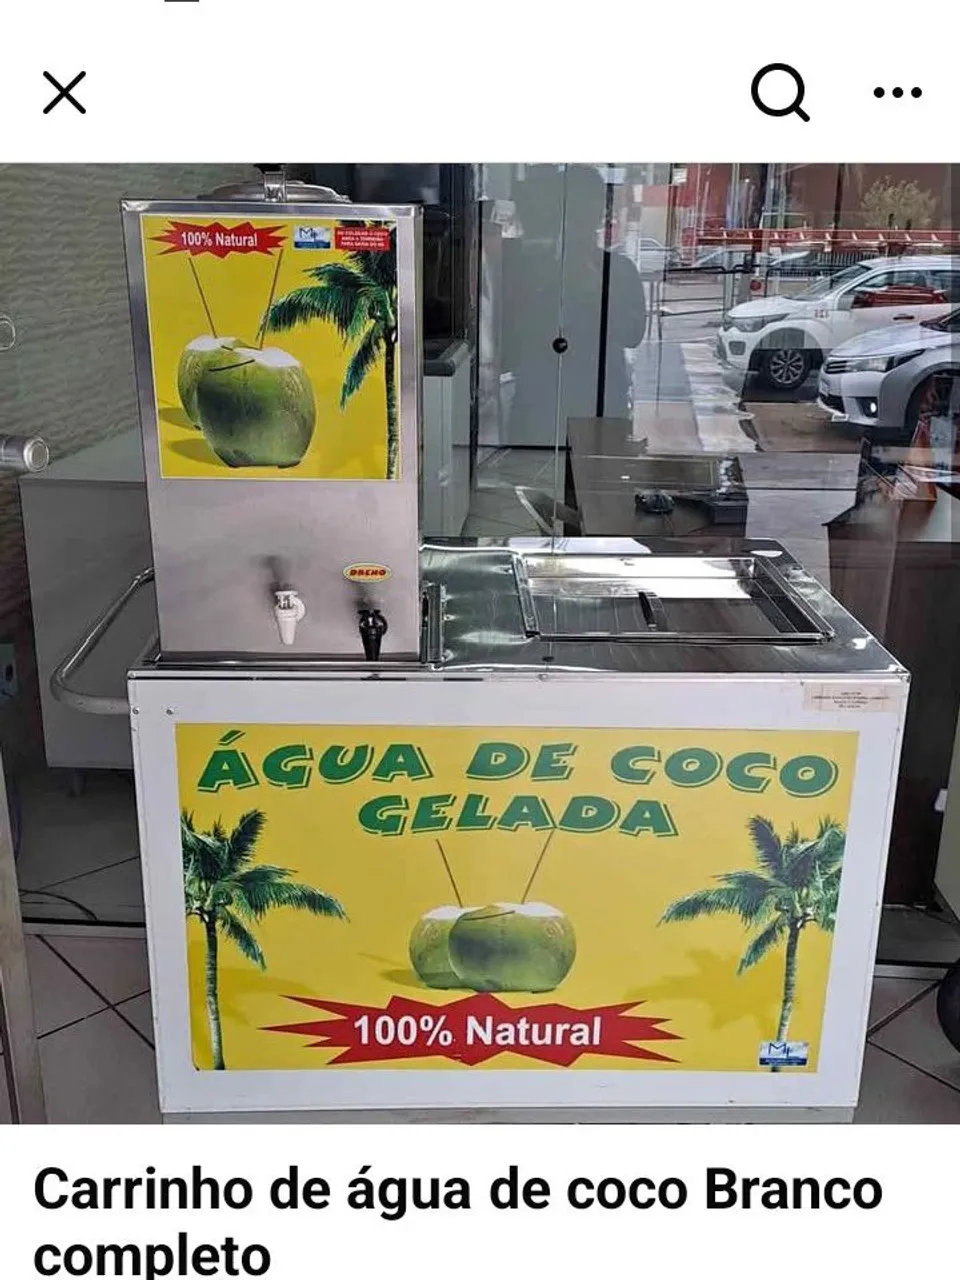 100% Natural
ÁGUA DE COCO
GELADA
100% Natural
Carrinho de água de coco Branco
completo